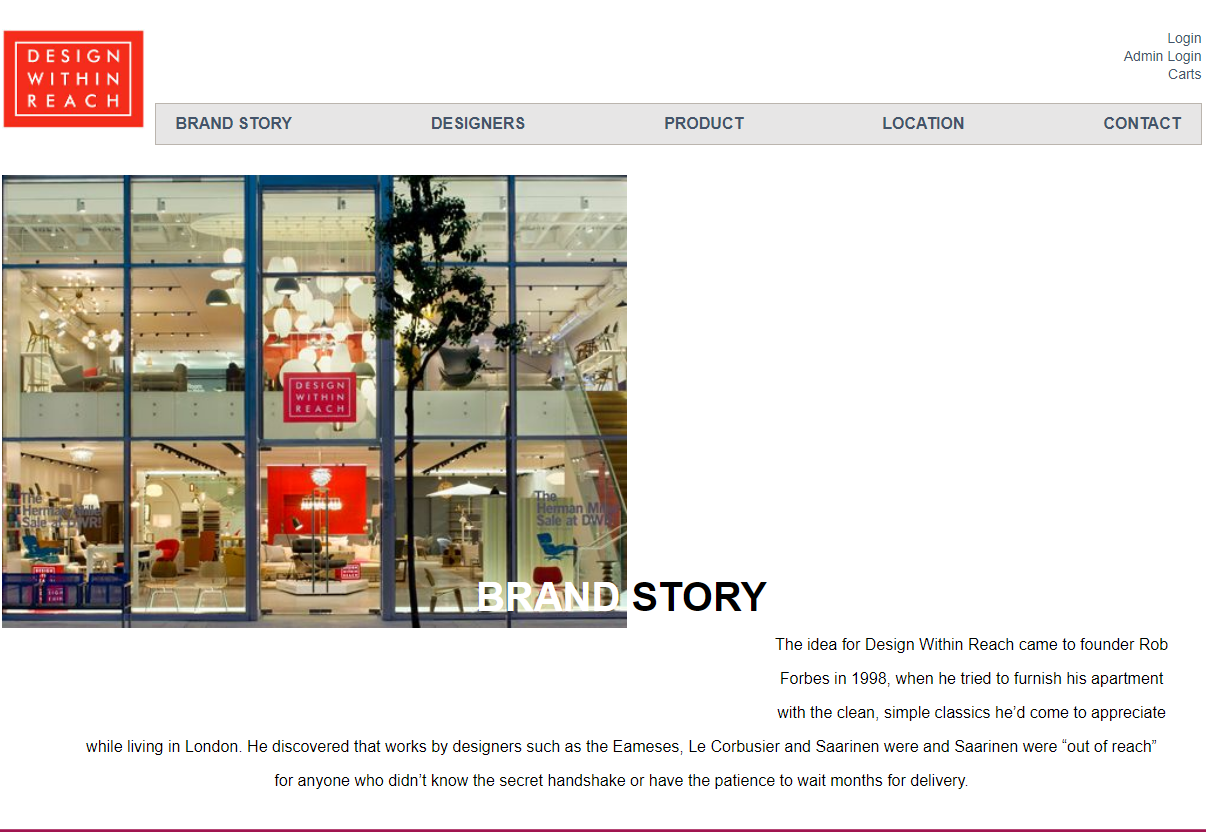 DESIGN
WITHIN
REACH
Login
Admin Login
Carts
BRAND STORY DESIGNERS PRODUCT LOCATION CONTACT
DESIGN
WITHIN
REACH
The
Herman Mille
Sale at DWR!
The
Herman Mil
Sale at DW
BRAND STORY
The idea for Design Within Reach came to founder Rob
Forbes in 1998, when he tried to furnish his apartment
with the clean, simple classics he’d come to appreciate
while living in London. He discovered that works by designers such as the Eameses, Le Corbusier and Saarinen were and Saarinen were “out of reach”
for anyone who didn’t know the secret handshake or have the patience to wait months for delivery.